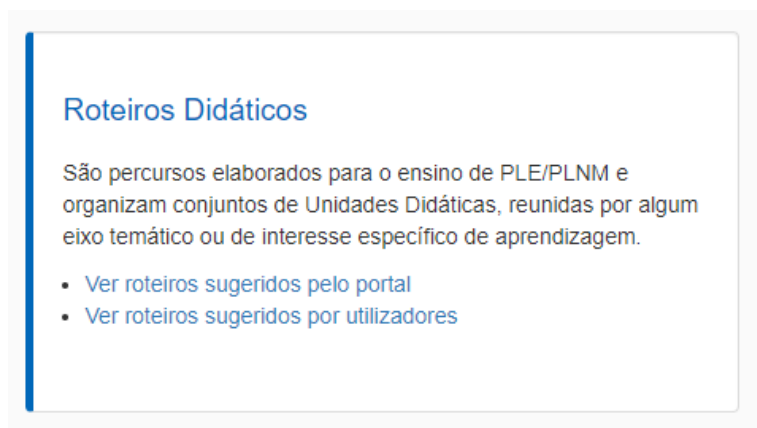 Roteiros Didáticos
São percursos elaborados para o ensino de PLE/PLNM e
organizam conjuntos de Unidades Didáticas, reunidas por algum
eixo temático ou de interesse específico de aprendizagem.
• Ver roteiros sugeridos pelo portal
• Ver roteiros sugeridos por utilizadores